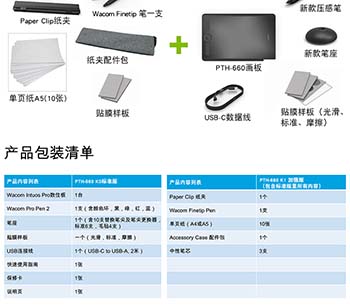 Paper Clip纸夹
Wacom Finetip 笔一支
新款压感笔
纸夹配件包
PTH-660画板
新款笔座
单页纸A5(10张)
贴膜样板
USB-C数据线
贴膜样板（光滑、
标准、摩擦）
产品包装清单
产品内容列表 PTH-660 K0标准版
Wacom Intuos Pro数位板 1台
Wacom Pro Pen 2 1支（含颜色环，黑，绿，红，蓝）
笔座 1个（含10支替换笔尖及笔尖更换器，
标准6支，毛毡4支）
贴膜样板 一个（光滑，标准，摩擦）
USB连接线 1个（USB-C to USB-A, 2米）
快速使用指南 1张
保修卡 1张
说明页 1张
产品内容列表 PTH-660 K1 加强版
（包含标准版里所有内容）
Paper Clip 纸夹 1个
Wacom Finetip Pen 1支
单页纸（A4或A5） 10张
Accessory Case 配件包 1个
中性笔芯 3支